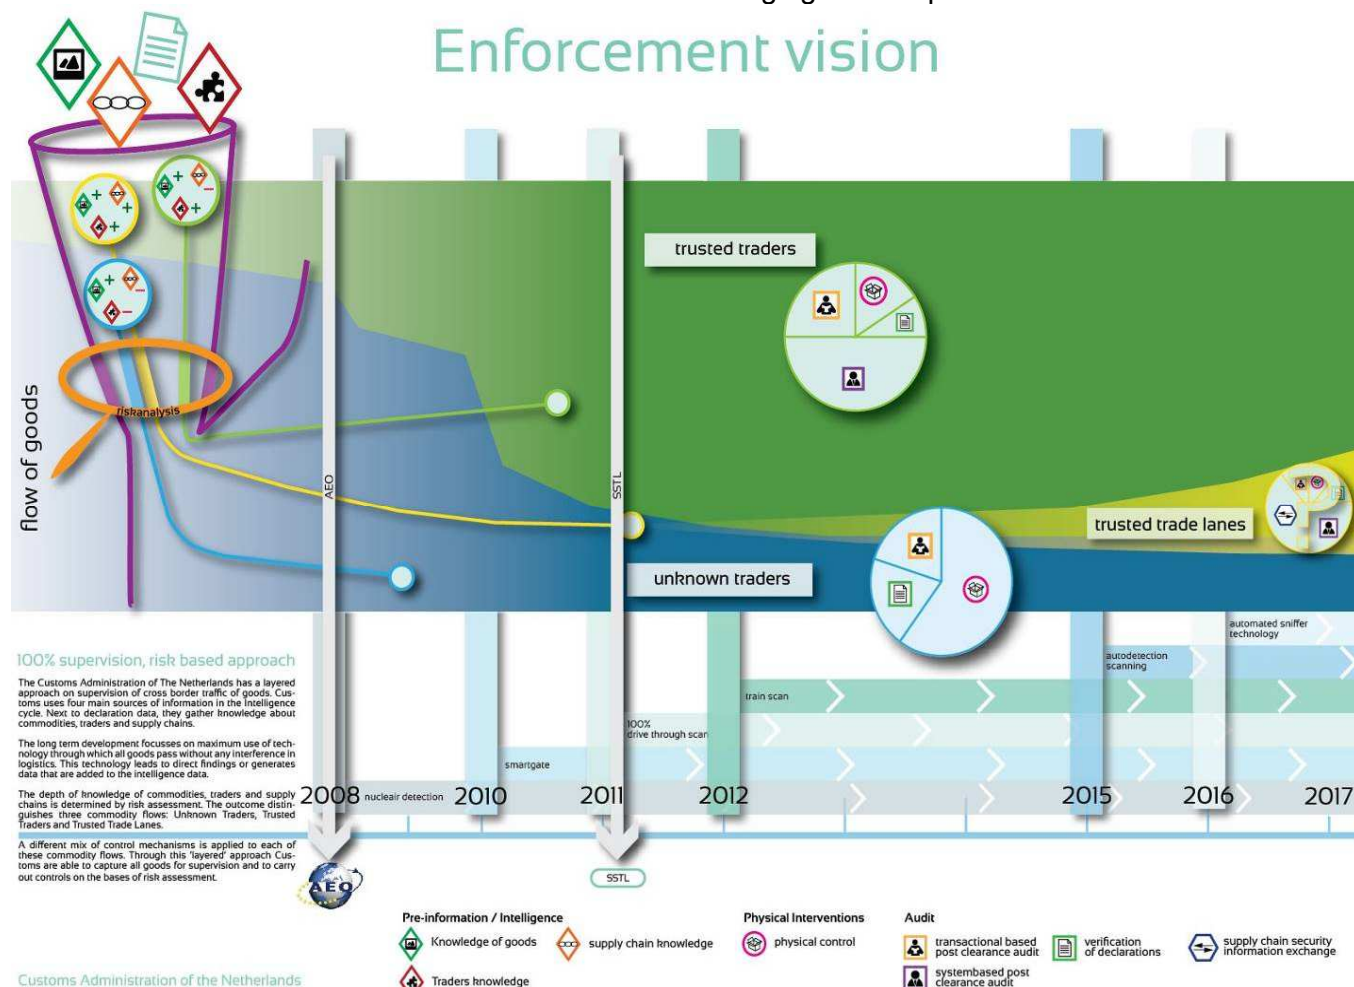 Enforcement vision
trusted traders
riskanalysis
flow of goods
AEO
SSTL
trusted trade lanes
unknown traders
automated sniffer
technology
autodetection
scanning
train scan
100%
drive through scan
smartgate
2008
nucleair detection
2010
2011
2012
2015
2016
2017
100% supervision, risk based approach
The Customs Administration of The Netherlands has a layered
approach on supervision of cross border traffic of goods. Cus-
toms uses four main sources of information in the Intelligence
cycle. Next to declaration data, they gather knowledge about
commodities, traders and supply chains.
The long term development focusses on maximum use of tech-
nology through which all goods pass without any interference in
logistics. This technology leads to direct findings or generates
data that are added to the intelligence data.
The depth of knowledge of commodities, traders and supply
chains is determined by risk assessment. The outcome distin-
guishes three commodity flows: Unknown Traders, Trusted
Traders and Trusted Trade Lanes.
A different mix of control mechanisms is applied to each of
these commodity flows. Through this 'layered' approach Cus-
toms are able to capture all goods for supervision and to carry
out controls on the bases of risk assessment.
AEO
SSTL
Pre-information / Intelligence
Knowledge of goods
supply chain knowledge
Traders knowledge
Physical Interventions
physical control
Audit
transactional based
post clearance audit
verification
of declarations
supply chain security
information exchange
systembased post
clearance audit
Customs Administration of the Netherlands